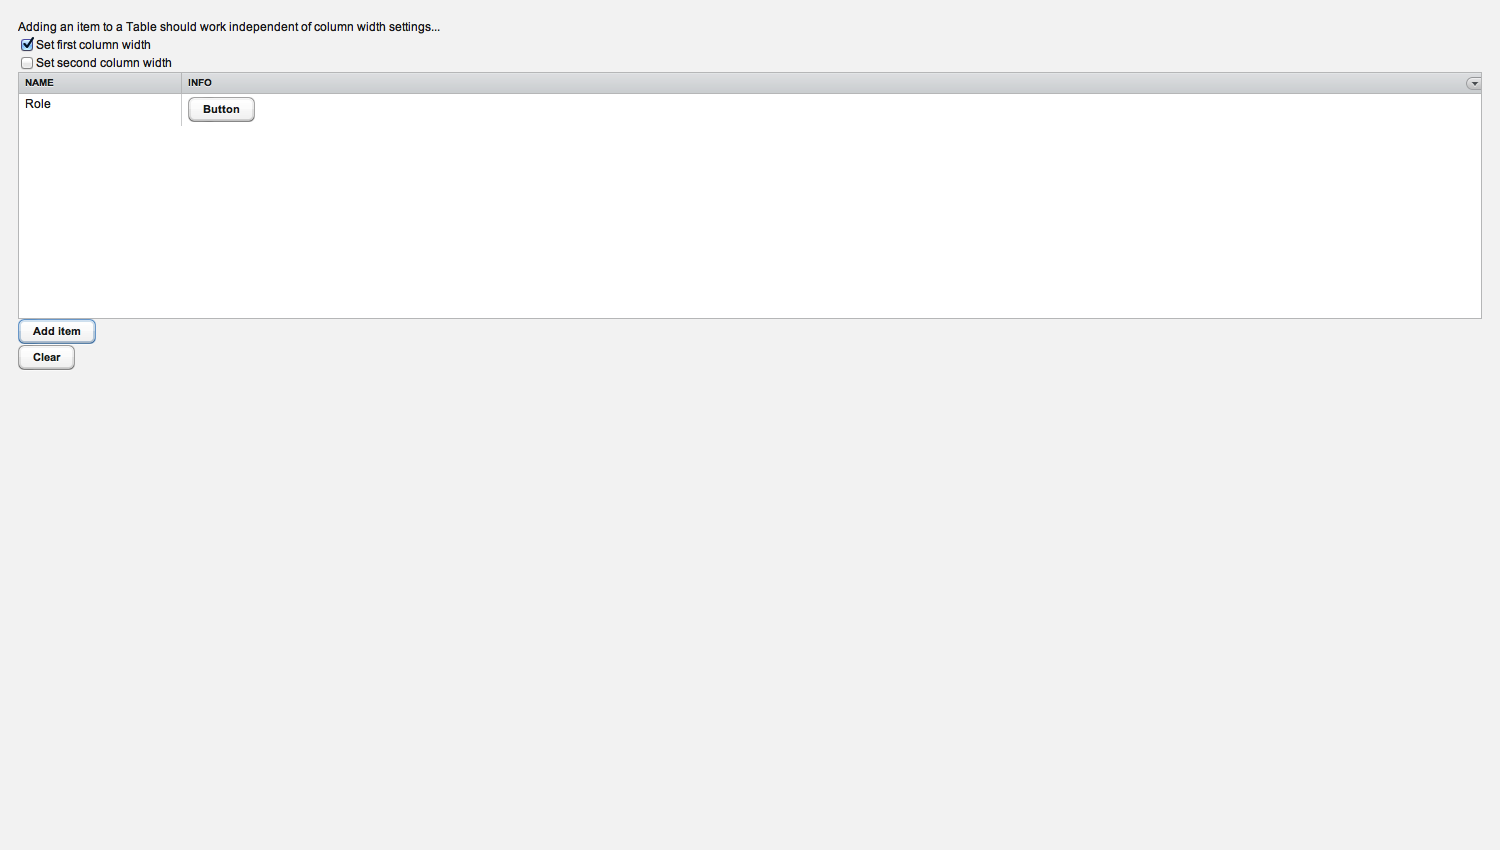 Adding an item to a Table should work independent of column width settings...
Set first column width
Set second column width
NAME INFO
Role Button
Add item
Clear